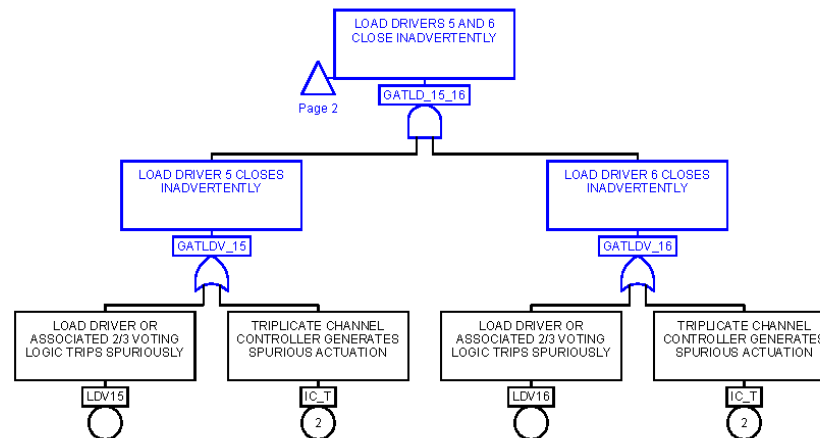 LOAD DRIVERS 5 AND 6
CLOSE INADVERTENTLY
GATLD_15_16
Page 2
LOAD DRIVER 5 CLOSES
INADVERTENTLY
LOAD DRIVER 6 CLOSES
INADVERTENTLY
GATLDV_15
GATLDV_16
LOAD DRIVER OR
ASSOCIATED 2/3 VOTING
LOGIC TRIPS SPURIOUSLY
TRIPLICATE CHANNEL
CONTROLLER GENERATES
SPURIOUS ACTUATION
LOAD DRIVER OR
ASSOCIATED 2/3 VOTING
LOGIC TRIPS SPURIOUSLY
TRIPLICATE CHANNEL
CONTROLLER GENERATES
SPURIOUS ACTUATION
LDV15
IC_T
LDV16
IC_T
2
2